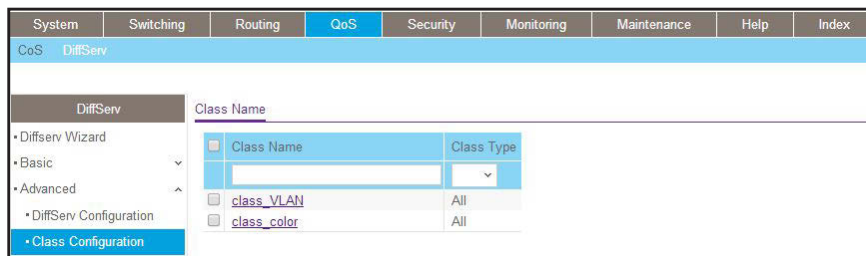 System Switching Routing QoS Security Monitoring Maintenance Help Index
CoS DiffServ
DiffServ
Class Name
Diffserv Wizard
Basic
Advanced
DiffServ Configuration
Class Configuration
Class Name Class Type
class_VLAN All
class_color All